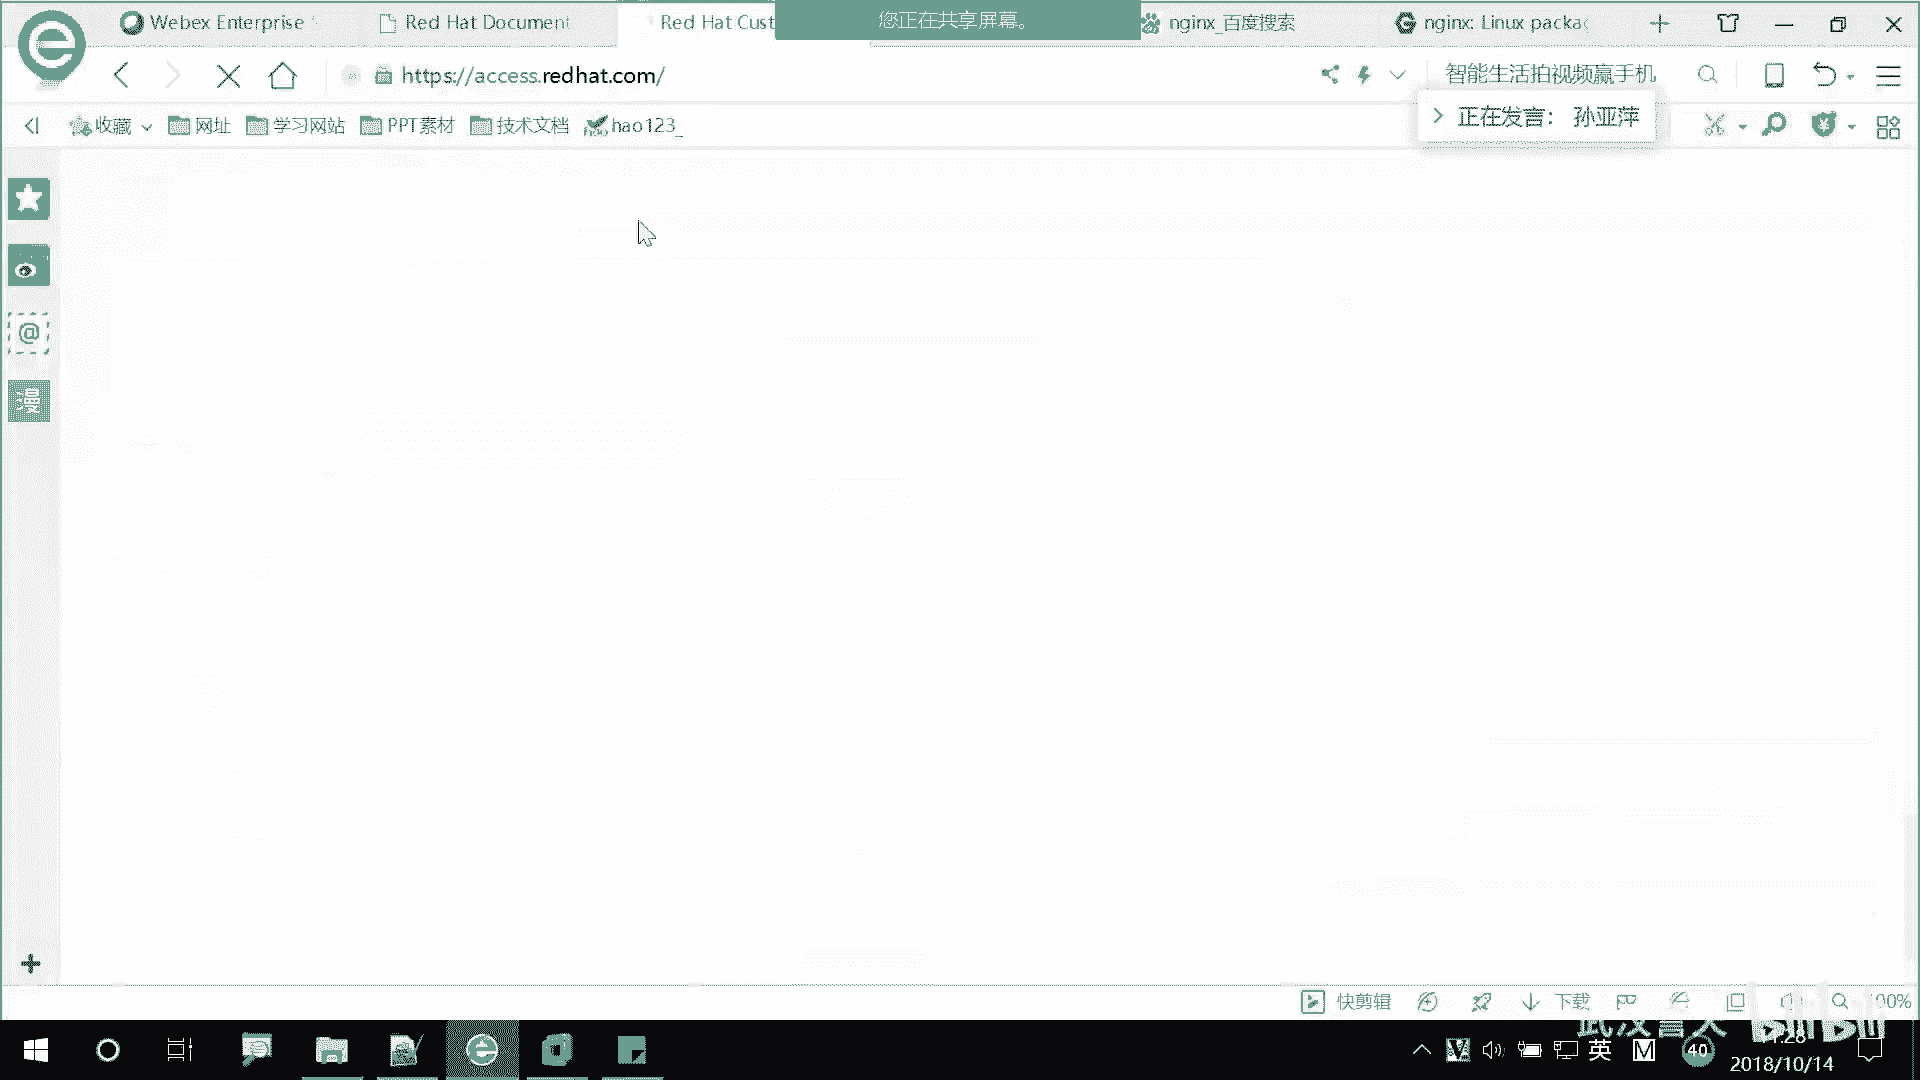 Webex Enterprise
Red Hat Document
Red Hat Cust
您正在共享屏幕。
nginx_百度搜索
nginx: Linux packag
https://access.redhat.com/
智能生活拍视频赢手机
正在发言： 孙亚萍
收藏
网址
学习网站
PPT素材
技术文档
hao123_
@
漫
快剪辑
下载
英
M
40
2018/10/14